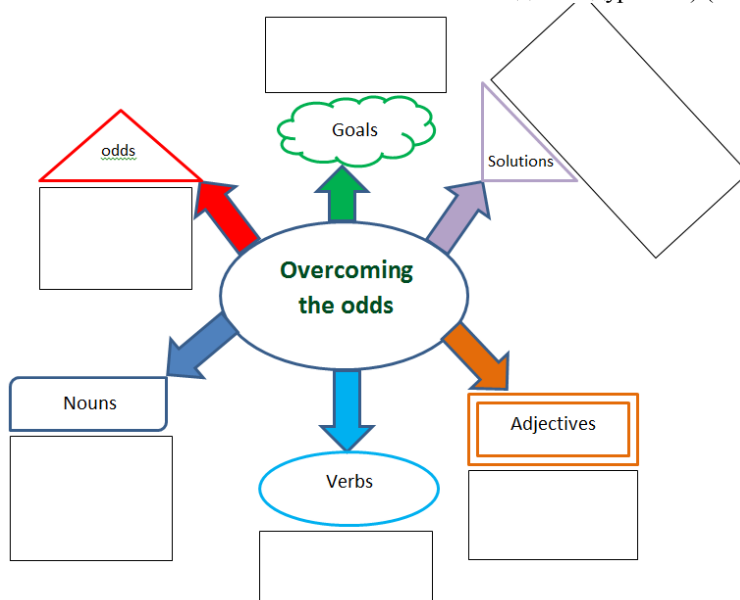 Goals
odds
Solutions
Overcoming
the odds
Nouns
Adjectives
Verbs